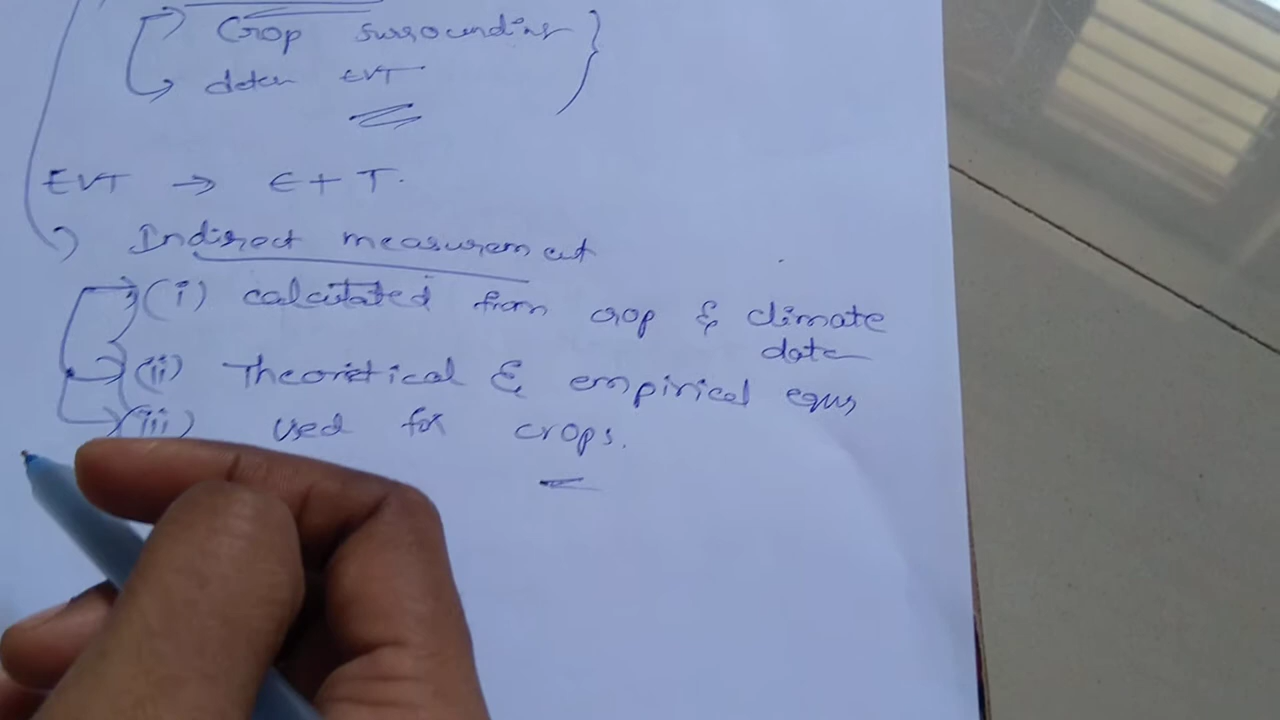 Crop surrounding
deter EVT
EVT → E + T.
Indirect measurement
(i) calculated from crop & climate
data
(ii) Theoretical & empirical eqns
(iii) used for crops.